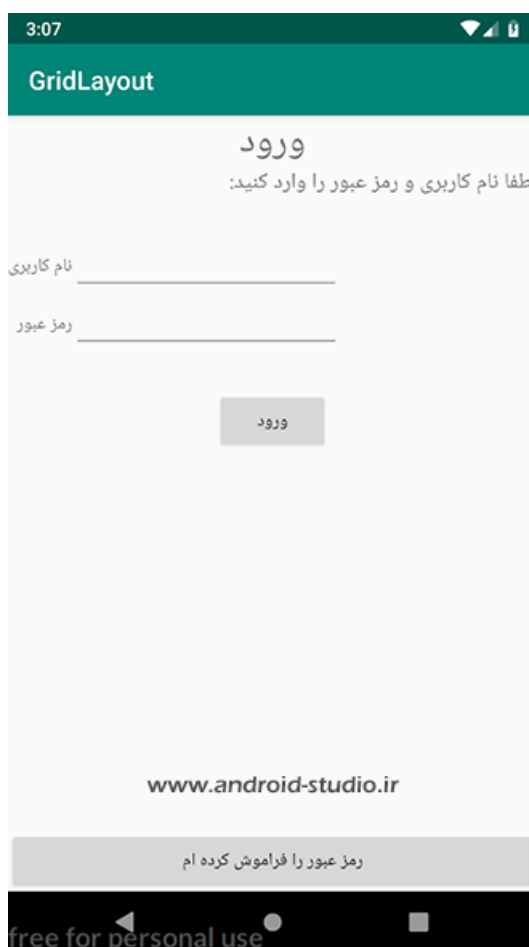 3:07
GridLayout
ورود
طفا نام کاربری و رمز عبور را وارد کنید:
نام کاربری
رمز عبور
ورود
www.android-studio.ir
رمز عبور را فراموش کرده ام
free for personal use